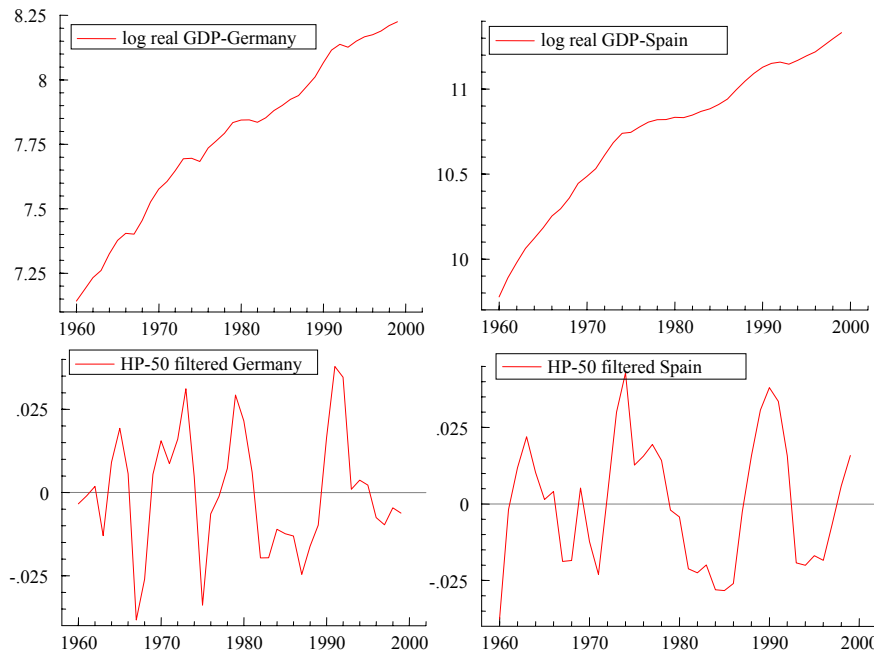 8.25
log real GDP-Germany
8
7.75
7.5
7.25
1960 1970 1980 1990 2000
log real GDP-Spain
11
10.5
10
1960 1970 1980 1990 2000
HP-50 filtered Germany
.025
0
-.025
1960 1970 1980 1990 2000
HP-50 filtered Spain
.025
0
-.025
1960 1970 1980 1990 2000